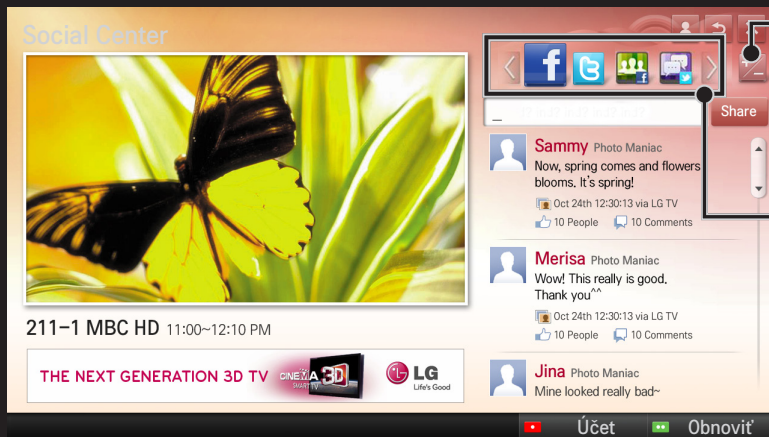 Social Center
Share
Sammy Photo Maniac
Now, spring comes and flowers
blooms. It's spring!
Oct 24th 12:30:13 via LG TV
10 People 10 Comments
Merisa Photo Maniac
Wow! This really is good.
Thank you^^
Oct 24th 12:30:13 via LG TV
10 People 10 Comments
Jina Photo Maniac
Mine looked really bad~
211-1 MBC HD 11:00~12:10 PM
THE NEXT GENERATION 3D TV CINEMA 3D SMART TV LG Life's Good
Účet Obnoviť